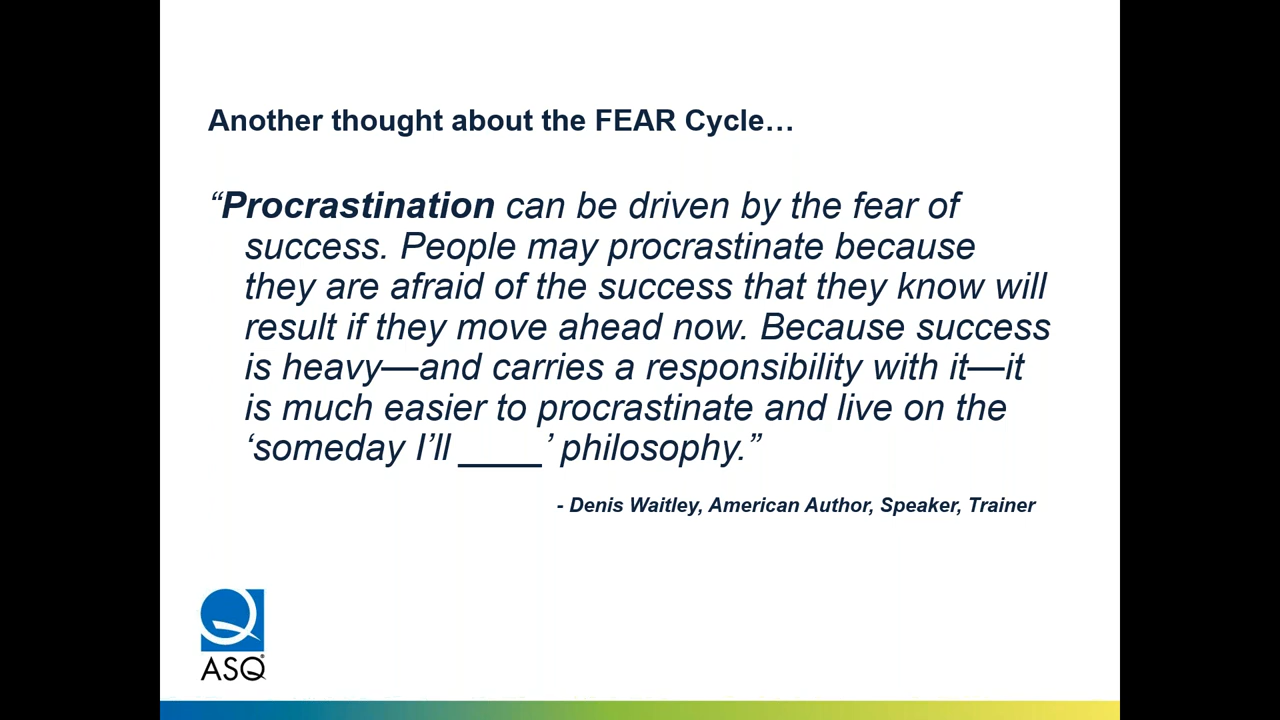 Another thought about the FEAR Cycle…
“Procrastination can be driven by the fear of
success. People may procrastinate because
they are afraid of the success that they know will
result if they move ahead now. Because success
is heavy—and carries a responsibility with it—it
is much easier to procrastinate and live on the
‘someday I’ll ____’ philosophy.”
- Denis Waitley, American Author, Speaker, Trainer
ASQ